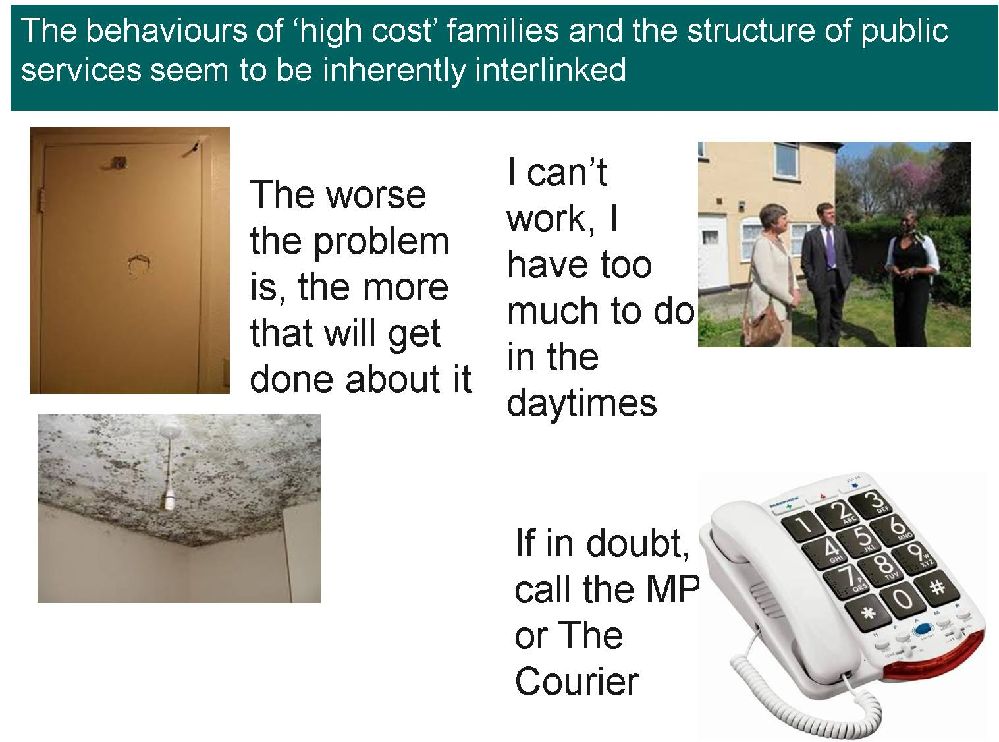 The behaviours of ‘high cost’ families and the structure of public
services seem to be inherently interlinked
The worse
the problem
is, the more
that will get
done about it
I can’t
work, I
have too
much to do
in the
daytimes
If in doubt,
call the MP
or The
Courier
1
2
ABC
3
DEF
4
GHI
5
JKL
6
MNO
7
PQRS
8
TUV
9
WXYZ
*
0
#